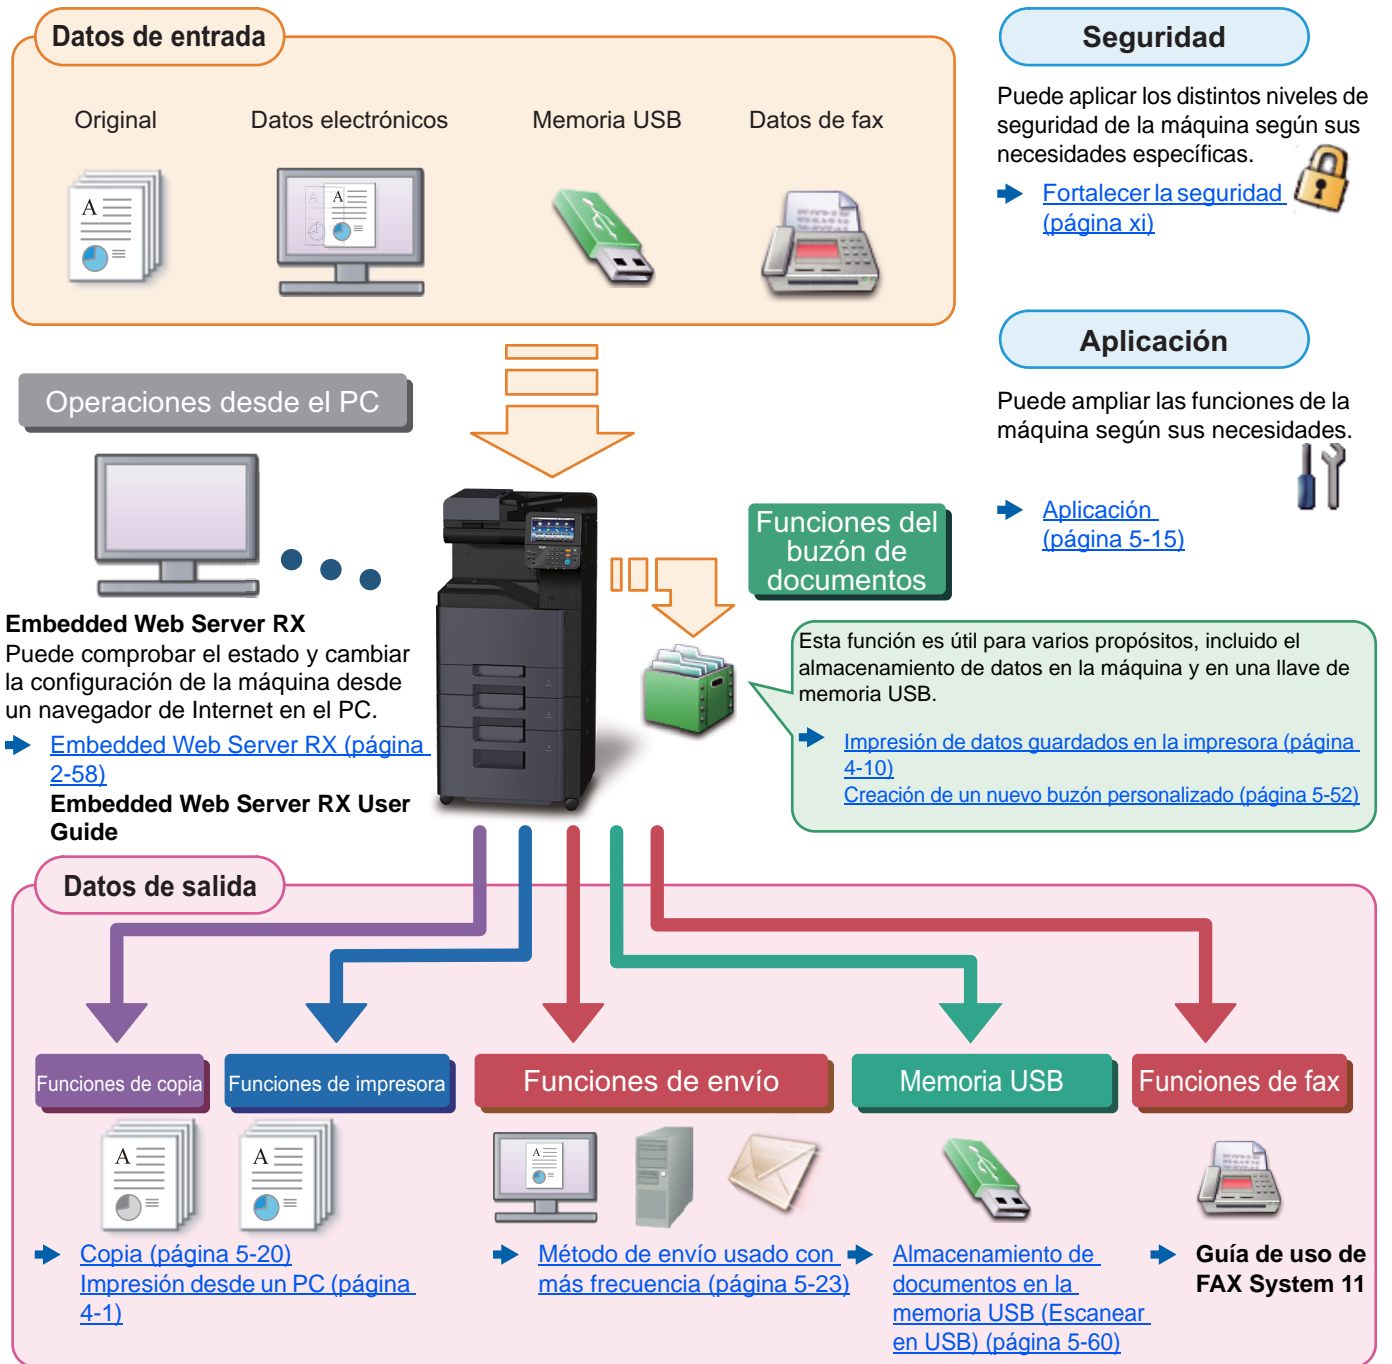 Datos de entrada
Original
Datos electrónicos
Memoria USB
Datos de fax
Seguridad
Puede aplicar los distintos niveles de
seguridad de la máquina según sus
necesidades específicas.
Fortalecer la seguridad
(página xi)
Aplicación
Puede ampliar las funciones de la
máquina según sus necesidades.
Aplicación
(página 5-15)
Operaciones desde el PC
Embedded Web Server RX
Puede comprobar el estado y cambiar
la configuración de la máquina desde
un navegador de Internet en el PC.
Embedded Web Server RX (página
2-58)
Embedded Web Server RX User
Guide
Funciones del
buzón de
documentos
Esta función es útil para varios propósitos, incluido el
almacenamiento de datos en la máquina y en una llave de
memoria USB.
Impresión de datos guardados en la impresora (página
4-10)
Creación de un nuevo buzón personalizado (página 5-52)
Datos de salida
Funciones de copia
Funciones de impresora
Funciones de envío
Memoria USB
Funciones de fax
Copia (página 5-20)
Impresión desde un PC (página
4-1)
Método de envío usado con
más frecuencia (página 5-23)
Almacenamiento de
documentos en la
memoria USB (Escanear
en USB) (página 5-60)
Guía de uso de
FAX System 11